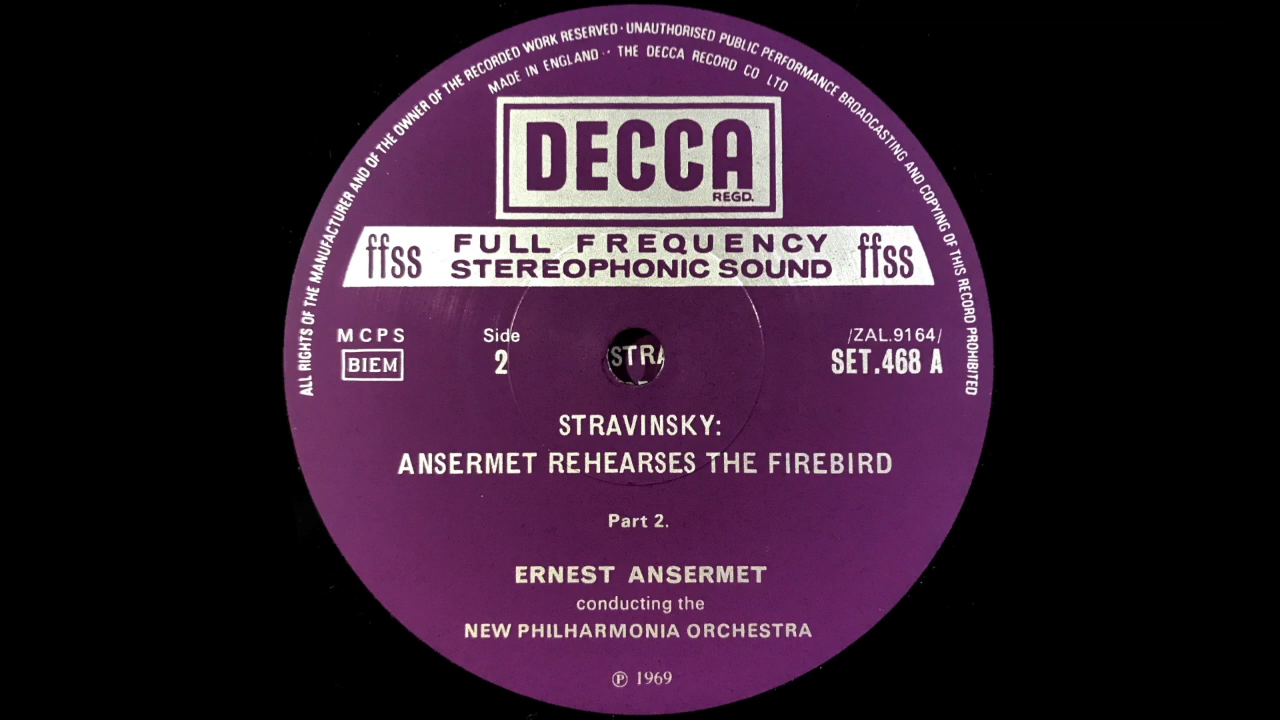 ALL RIGHTS OF THE MANUFACTURER AND OF THE OWNER OF THE RECORDED WORK RESERVED · UNAUTHORISED PUBLIC PERFORMANCE BROADCASTING AND COPYING OF THIS RECORD PROHIBITED
MADE IN ENGLAND · · THE DECCA RECORD CO LTD
DECCA
REGD.
ffss FULL FREQUENCY ffss
STEREOPHONIC SOUND
MCPS Side /ZAL.9164/
BIEM 2 SET.468 A
STRA
STRAVINSKY:
ANSERMET REHEARSES THE FIREBIRD
Part 2.
ERNEST ANSERMET
conducting the
NEW PHILHARMONIA ORCHESTRA
℗ 1969